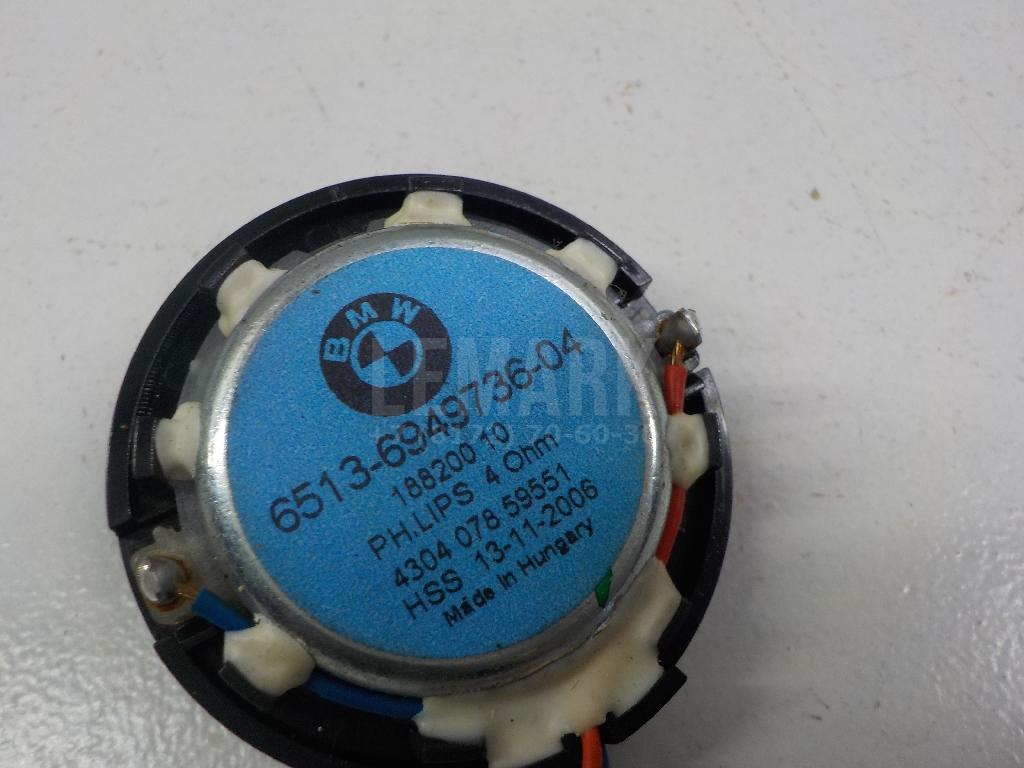 BMW
6513-6949736-04
188200 10
PH.LIPS 4 Ohm
4304 078 59551
HSS 13-11-2006
Made In Hungary
LEMARK